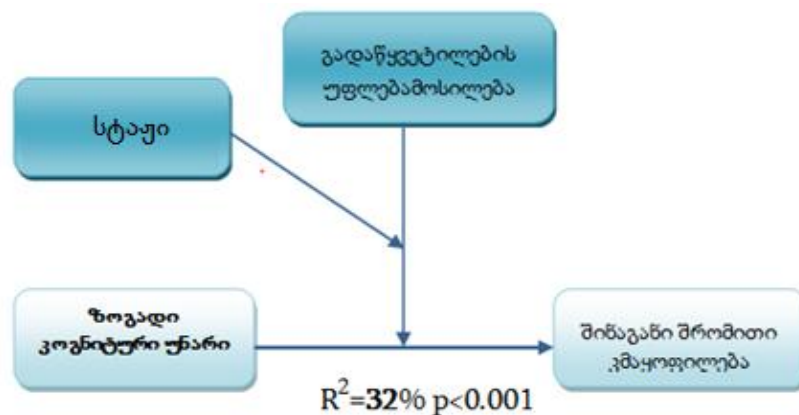 გადაწყვეტილების
უფლებამოსილება
სტაჟი
ზოგადი
კოგნიტური უნარი
შინაგანი შრომითი
კმაყოფილება
R²=32% p<0.001